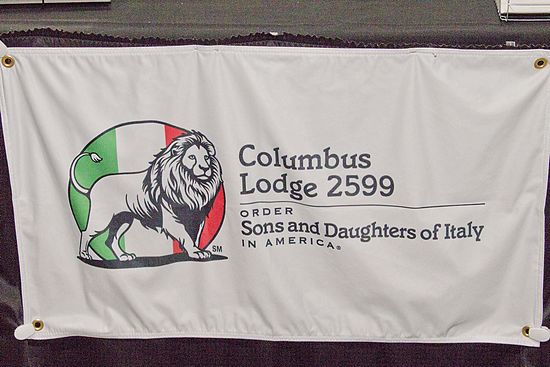 Columbus
Lodge 2599
ORDER
Sons and Daughters of Italy
IN AMERICA®
SM